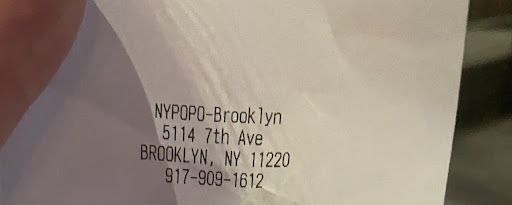 NYPOPO-Brooklyn
5114 7th Ave
BROOKLYN, NY 11220
917-909-1612